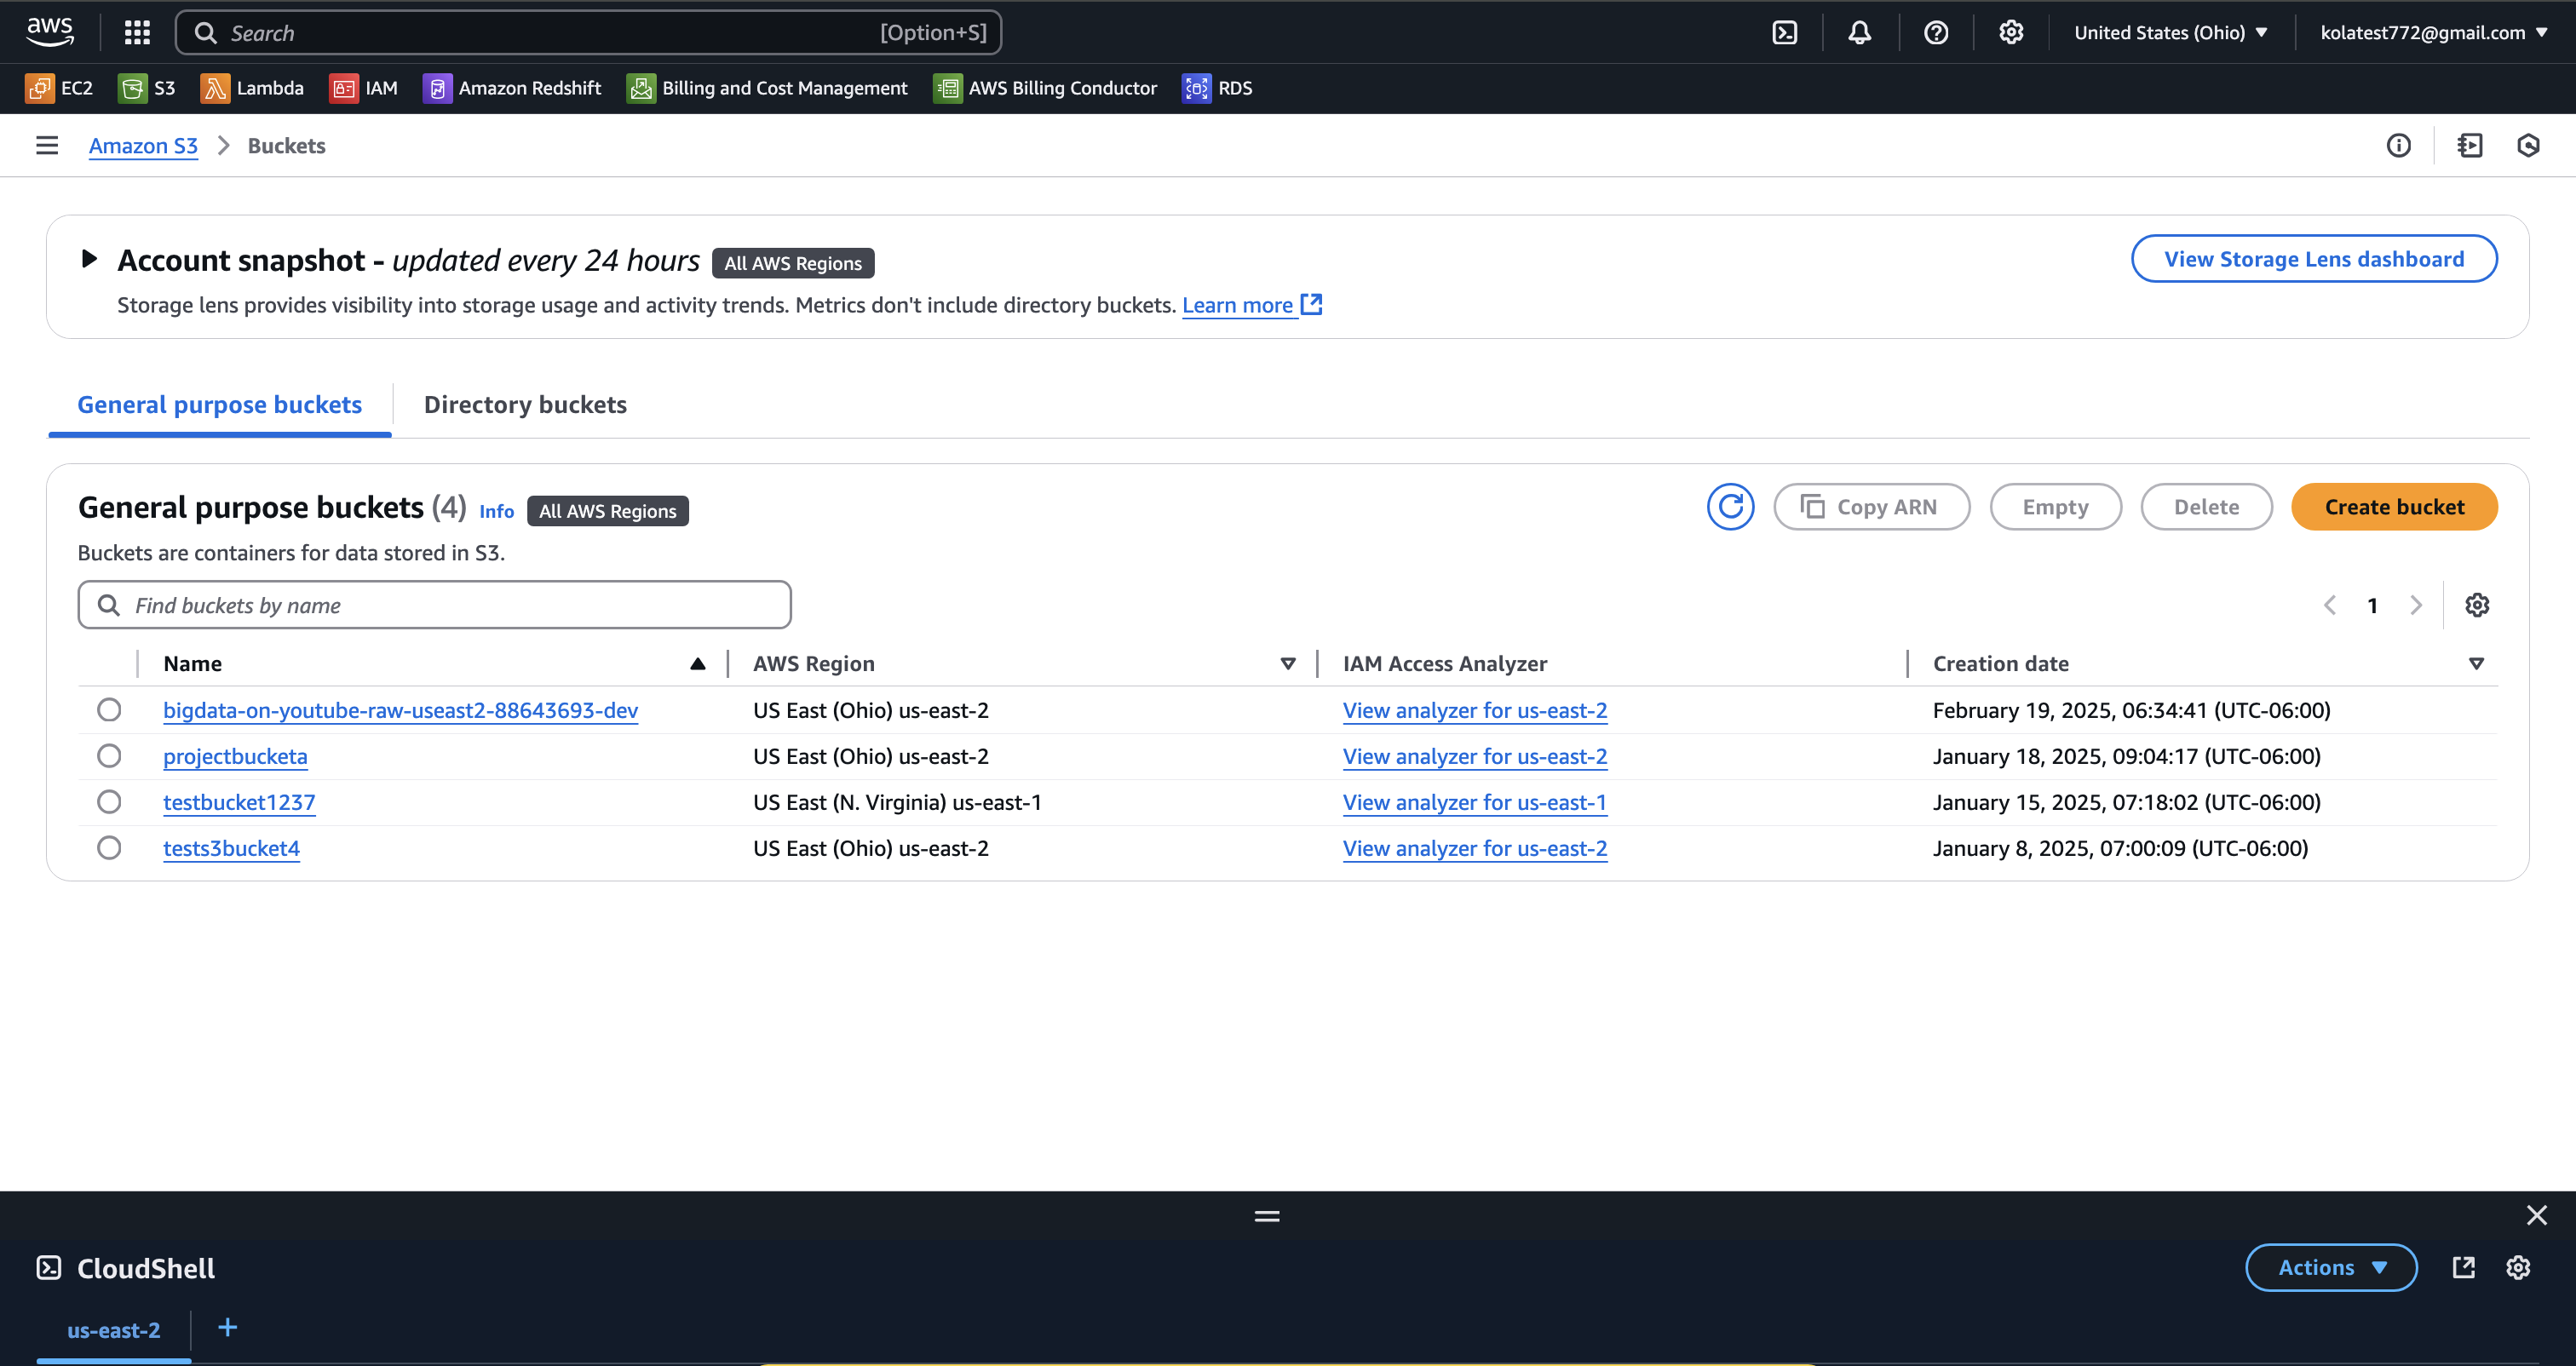 aws Search [Option+S] United States (Ohio) kolatest772@gmail.com
EC2 S3 Lambda IAM Amazon Redshift Billing and Cost Management AWS Billing Conductor RDS
Amazon S3 Buckets
Account snapshot - updated every 24 hours All AWS Regions View Storage Lens dashboard
Storage lens provides visibility into storage usage and activity trends. Metrics don't include directory buckets. Learn more
General purpose buckets Directory buckets
General purpose buckets (4) Info All AWS Regions Copy ARN Empty Delete Create bucket
Buckets are containers for data stored in S3.
Find buckets by name 1
Name AWS Region IAM Access Analyzer Creation date
bigdata-on-youtube-raw-useast2-88643693-dev US East (Ohio) us-east-2 View analyzer for us-east-2 February 19, 2025, 06:34:41 (UTC-06:00)
projectbucketa US East (Ohio) us-east-2 View analyzer for us-east-2 January 18, 2025, 09:04:17 (UTC-06:00)
testbucket1237 US East (N. Virginia) us-east-1 View analyzer for us-east-1 January 15, 2025, 07:18:02 (UTC-06:00)
tests3bucket4 US East (Ohio) us-east-2 View analyzer for us-east-2 January 8, 2025, 07:00:09 (UTC-06:00)
CloudShell Actions
us-east-2 +